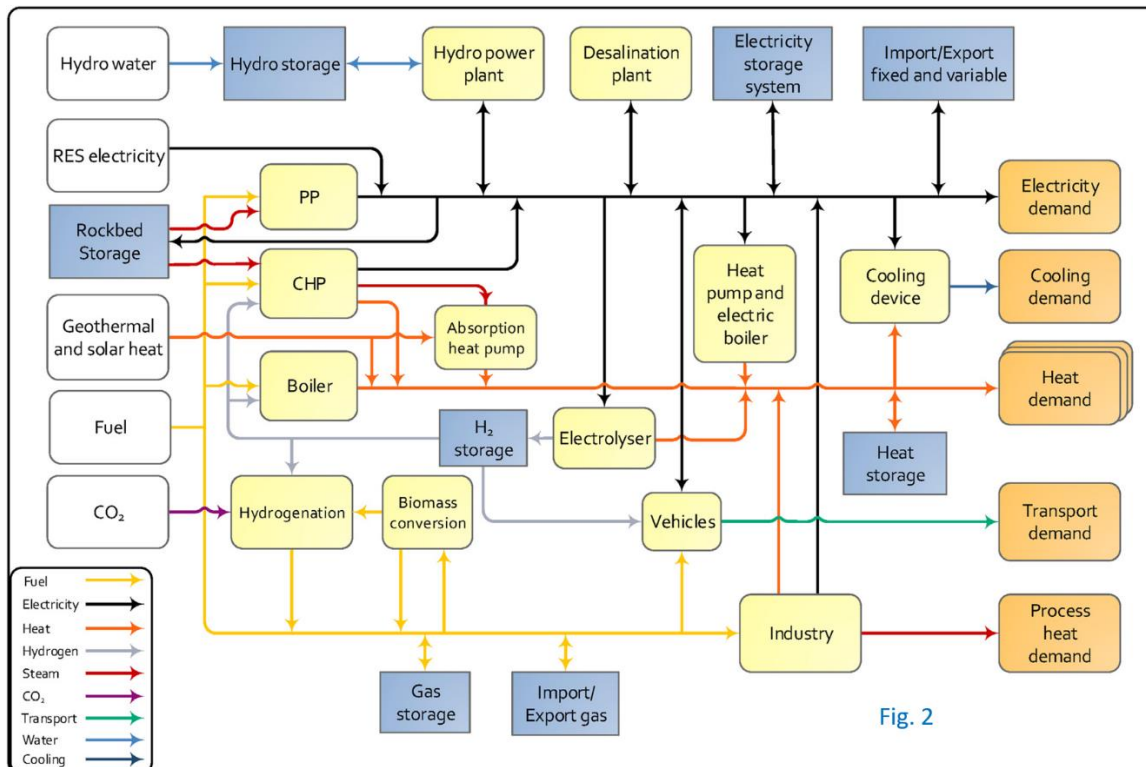 Hydro water
Hydro storage
Hydro power
plant
Desalination
plant
Electricity
storage
system
Import/Export
fixed and variable
RES electricity
PP
Electricity
demand
Rockbed
Storage
CHP
Heat
pump and
electric
boiler
Cooling
device
Cooling
demand
Geothermal
and solar heat
Absorption
heat pump
Boiler
Heat
demand
Fuel
H₂
storage
Electrolyser
Heat
storage
CO₂
Hydrogenation
Biomass
conversion
Vehicles
Transport
demand
Fuel
Electricity
Heat
Hydrogen
Steam
CO₂
Transport
Water
Cooling
Industry
Process
heat
demand
Gas
storage
Import/
Export gas
Fig. 2